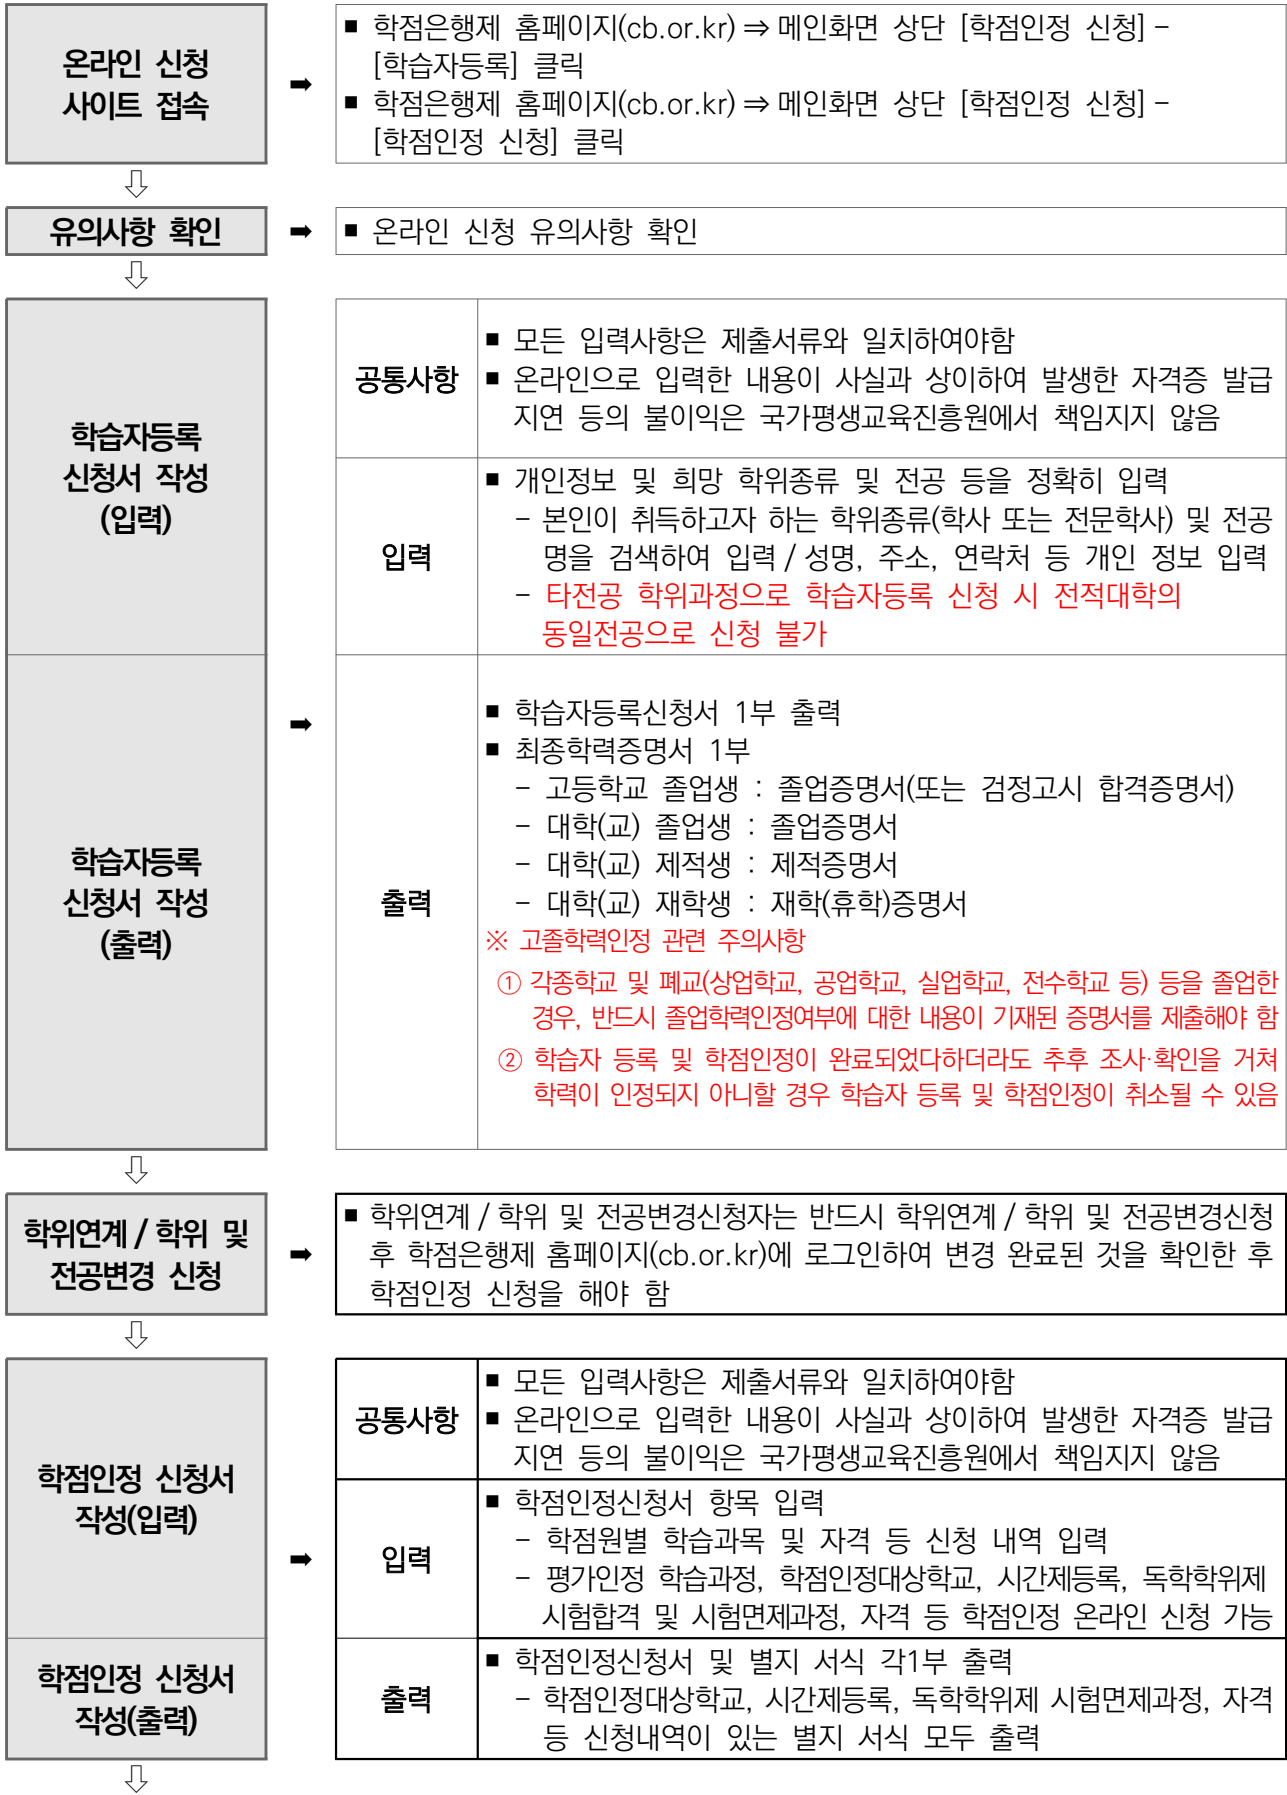 온라인 신청
사이트 접속
➡
■ 학점은행제 홈페이지(cb.or.kr) ⇒ 메인화면 상단 [학점인정 신청] –
[학습자등록] 클릭
■ 학점은행제 홈페이지(cb.or.kr) ⇒ 메인화면 상단 [학점인정 신청] –
[학점인정 신청] 클릭
유의사항 확인
➡
■ 온라인 신청 유의사항 확인
학습자등록
신청서 작성
(입력)
공통사항
■ 모든 입력사항은 제출서류와 일치하여야함
■ 온라인으로 입력한 내용이 사실과 상이하여 발생한 자격증 발급
지연 등의 불이익은 국가평생교육진흥원에서 책임지지 않음
입력
■ 개인정보 및 희망 학위종류 및 전공 등을 정확히 입력
– 본인이 취득하고자 하는 학위종류(학사 또는 전문학사) 및 전공
명을 검색하여 입력 / 성명, 주소, 연락처 등 개인 정보 입력
– 타전공 학위과정으로 학습자등록 신청 시 전적대학의
동일전공으로 신청 불가
➡
학습자등록
신청서 작성
(출력)
출력
■ 학습자등록신청서 1부 출력
■ 최종학력증명서 1부
– 고등학교 졸업생 : 졸업증명서(또는 검정고시 합격증명서)
– 대학(교) 졸업생 : 졸업증명서
– 대학(교) 제적생 : 제적증명서
– 대학(교) 재학생 : 재학(휴학)증명서
※ 고졸학력인정 관련 주의사항
① 각종학교 및 폐교(상업학교, 공업학교, 실업학교, 전수학교 등) 등을 졸업한
경우, 반드시 졸업학력인정여부에 대한 내용이 기재된 증명서를 제출해야 함
② 학습자 등록 및 학점인정이 완료되었다하더라도 추후 조사·확인을 거쳐
학력이 인정되지 아니할 경우 학습자 등록 및 학점인정이 취소될 수 있음
학위연계 / 학위 및
전공변경 신청
➡
■ 학위연계 / 학위 및 전공변경신청자는 반드시 학위연계 / 학위 및 전공변경신청
후 학점은행제 홈페이지(cb.or.kr)에 로그인하여 변경 완료된 것을 확인한 후
학점인정 신청을 해야 함
학점인정 신청서
작성(입력)
공통사항
■ 모든 입력사항은 제출서류와 일치하여야함
■ 온라인으로 입력한 내용이 사실과 상이하여 발생한 자격증 발급
지연 등의 불이익은 국가평생교육진흥원에서 책임지지 않음
➡
입력
■ 학점인정신청서 항목 입력
– 학점원별 학습과목 및 자격 등 신청 내역 입력
– 평가인정 학습과정, 학점인정대상학교, 시간제등록, 독학학위제
시험합격 및 시험면제과정, 자격 등 학점인정 온라인 신청 가능
학점인정 신청서
작성(출력)
출력
■ 학점인정신청서 및 별지 서식 각1부 출력
– 학점인정대상학교, 시간제등록, 독학학위제 시험면제과정, 자격
등 신청내역이 있는 별지 서식 모두 출력